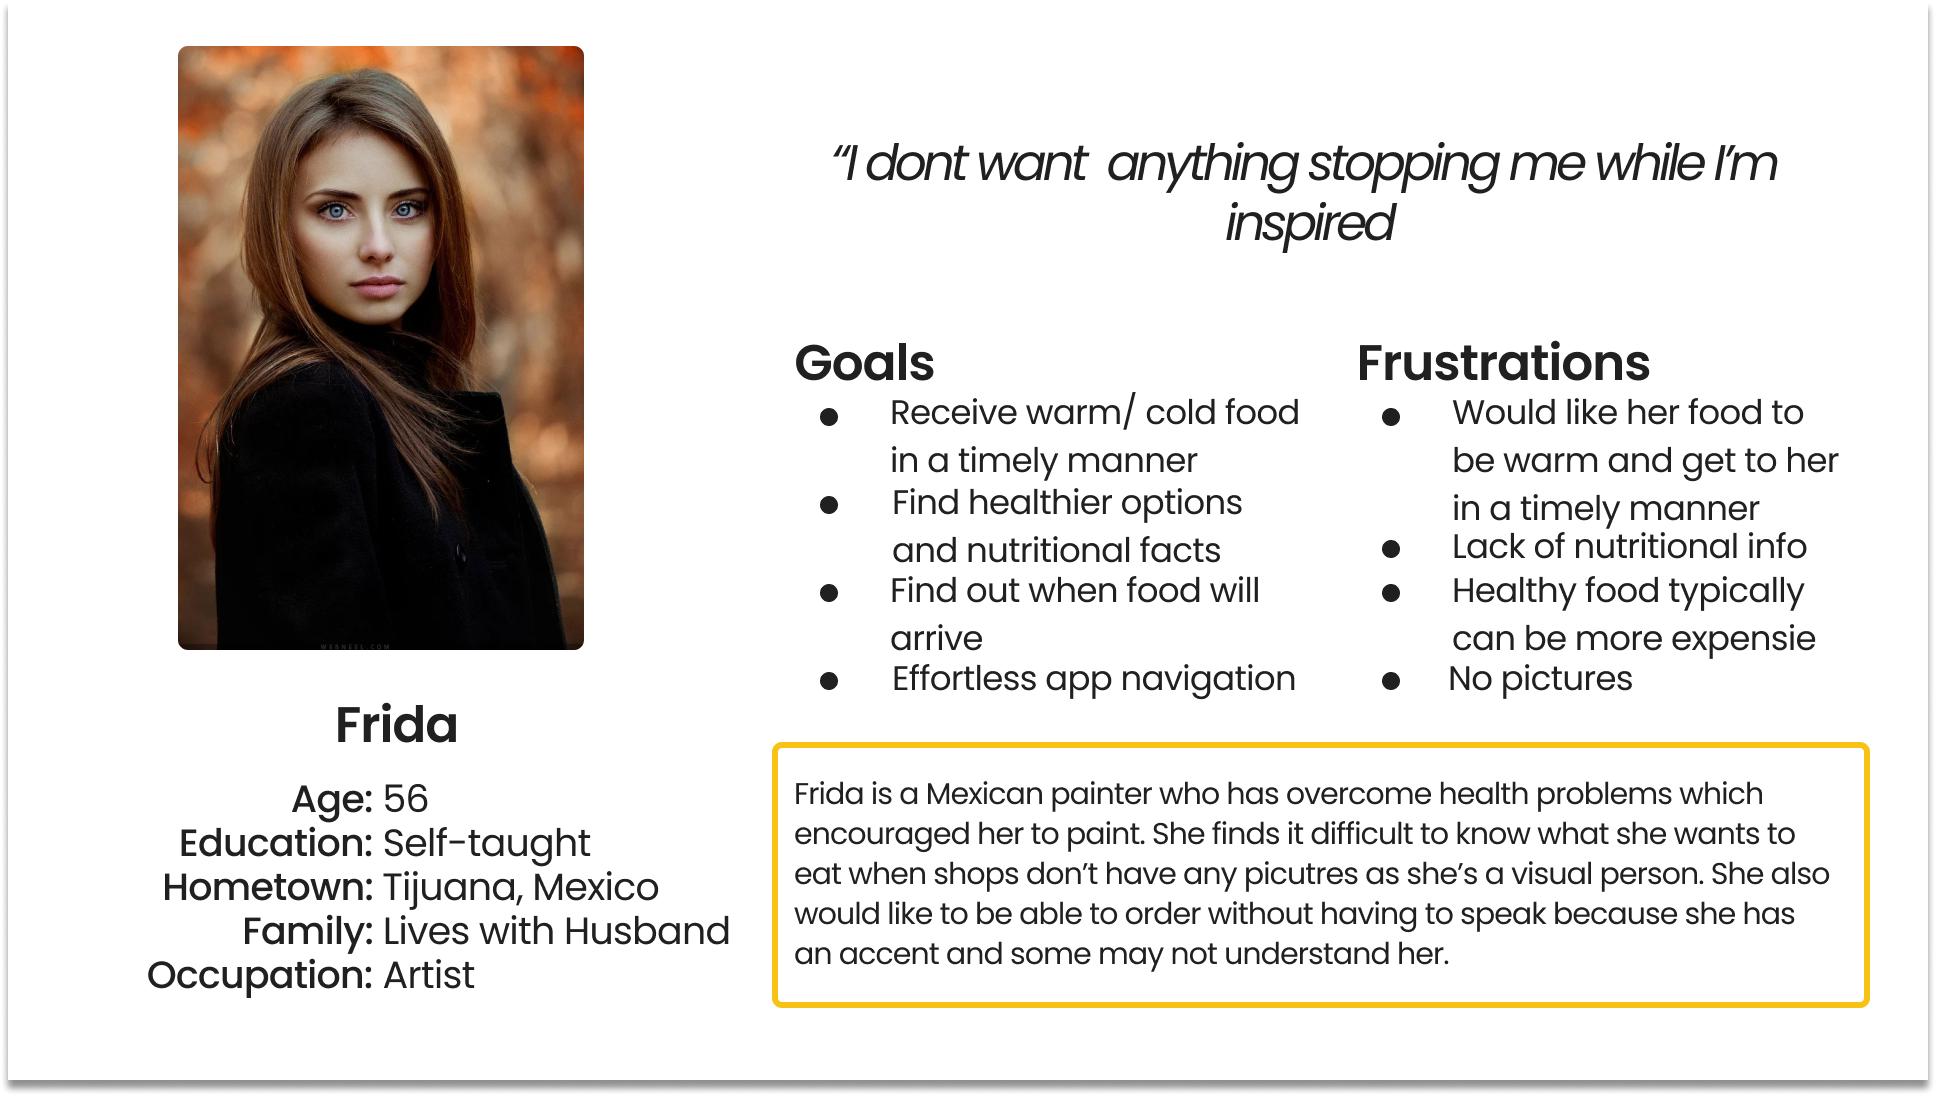 “I dont want  anything stopping me while I’m
inspired
Goals
● Receive warm/ cold food
in a timely manner
● Find healthier options
and nutritional facts
● Find out when food will
arrive
● Effortless app navigation
Frustrations
● Would like her food to
be warm and get to her
in a timely manner
● Lack of nutritional info
● Healthy food typically
can be more expensie
● No pictures
WEBNEEL.COM
Frida
Age: 56
Education: Self-taught
Hometown: Tijuana, Mexico
Family: Lives with Husband
Occupation: Artist
Frida is a Mexican painter who has overcome health problems which
encouraged her to paint. She finds it difficult to know what she wants to
eat when shops don’t have any picutres as she’s a visual person. She also
would like to be able to order without having to speak because she has
an accent and some may not understand her.